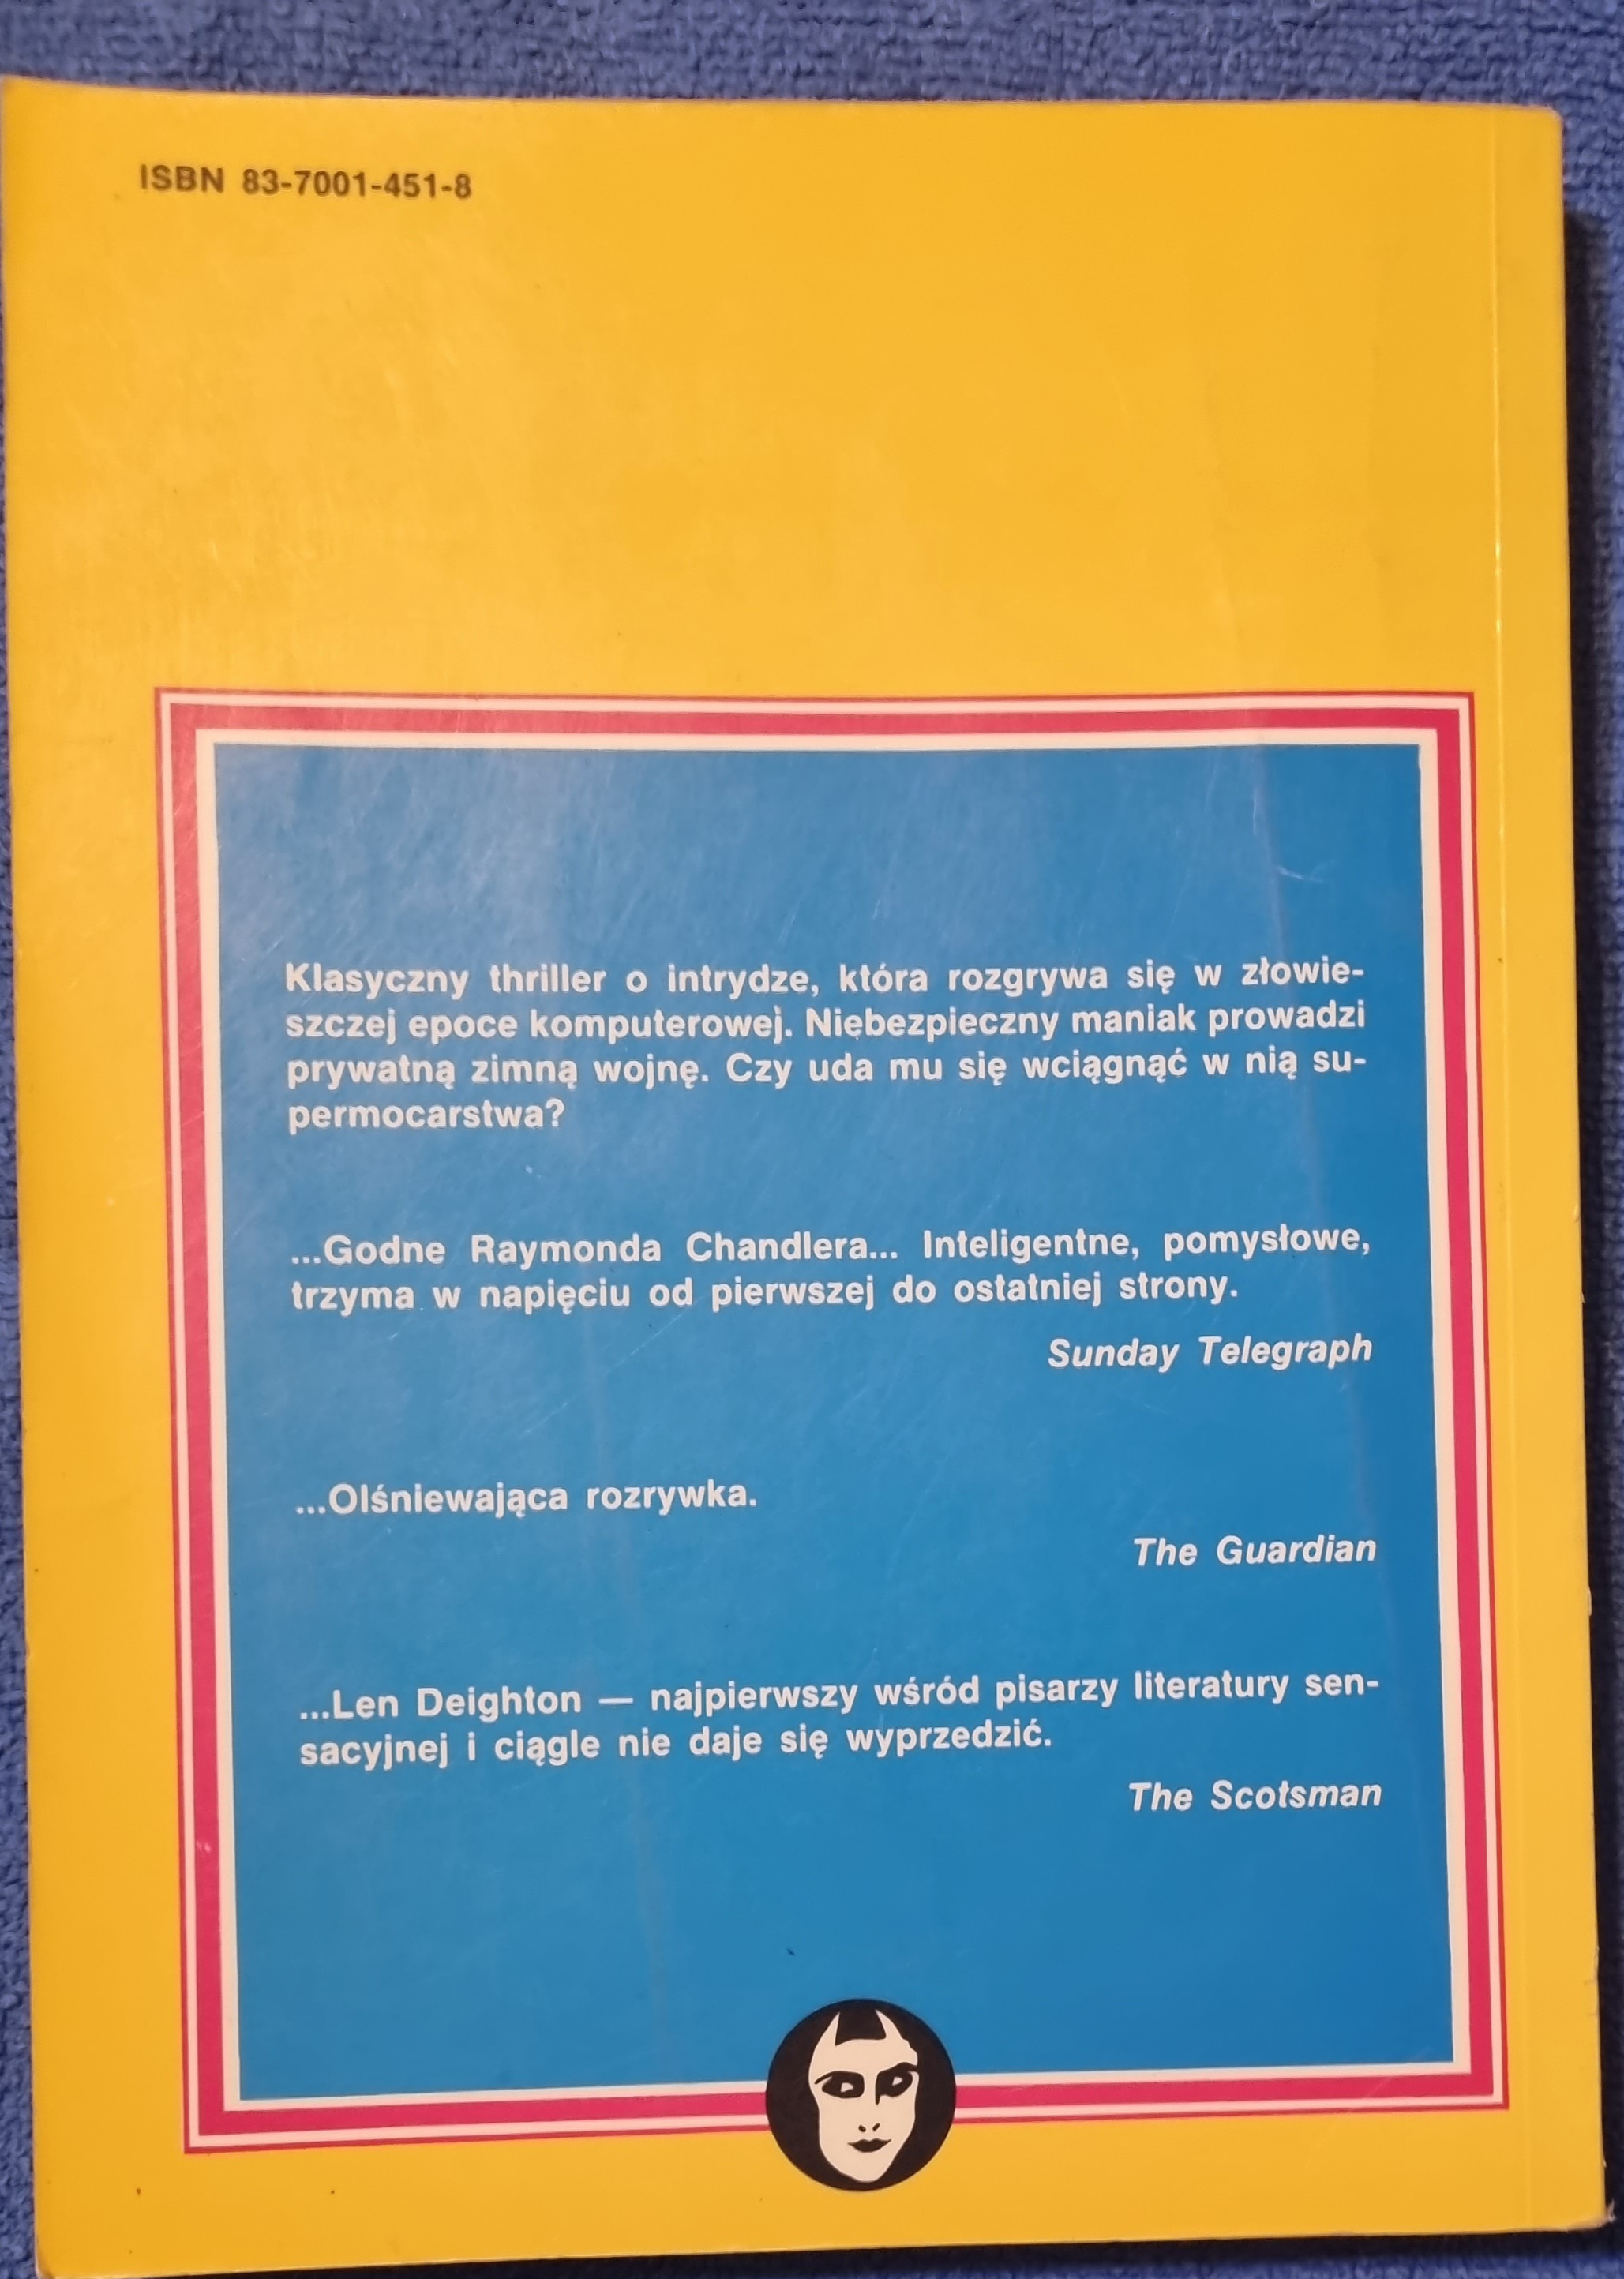 ISBN 83-7001-451-8
Klasyczny thriller o intrydze, która rozgrywa się w złowie-
szczej epoce komputerowej. Niebezpieczny maniak prowadzi
prywatną zimną wojnę. Czy uda mu się wciągnąć w nią su-
permocarstwa?
...Godne Raymonda Chandlera... Inteligentne, pomysłowe,
trzyma w napięciu od pierwszej do ostatniej strony.
Sunday Telegraph
...Olśniewająca rozrywka.
The Guardian
...Len Deighton — najpierwszy wśród pisarzy literatury sen-
sacyjnej i ciągle nie daje się wyprzedzić.
The Scotsman